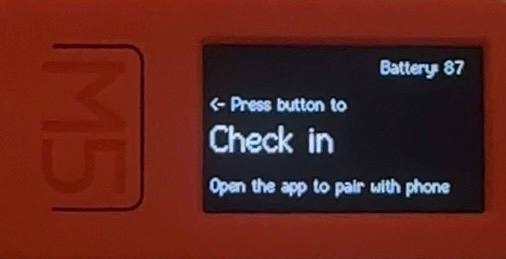 M5
Battery: 87
<- Press button to
Check in
Open the app to pair with phone